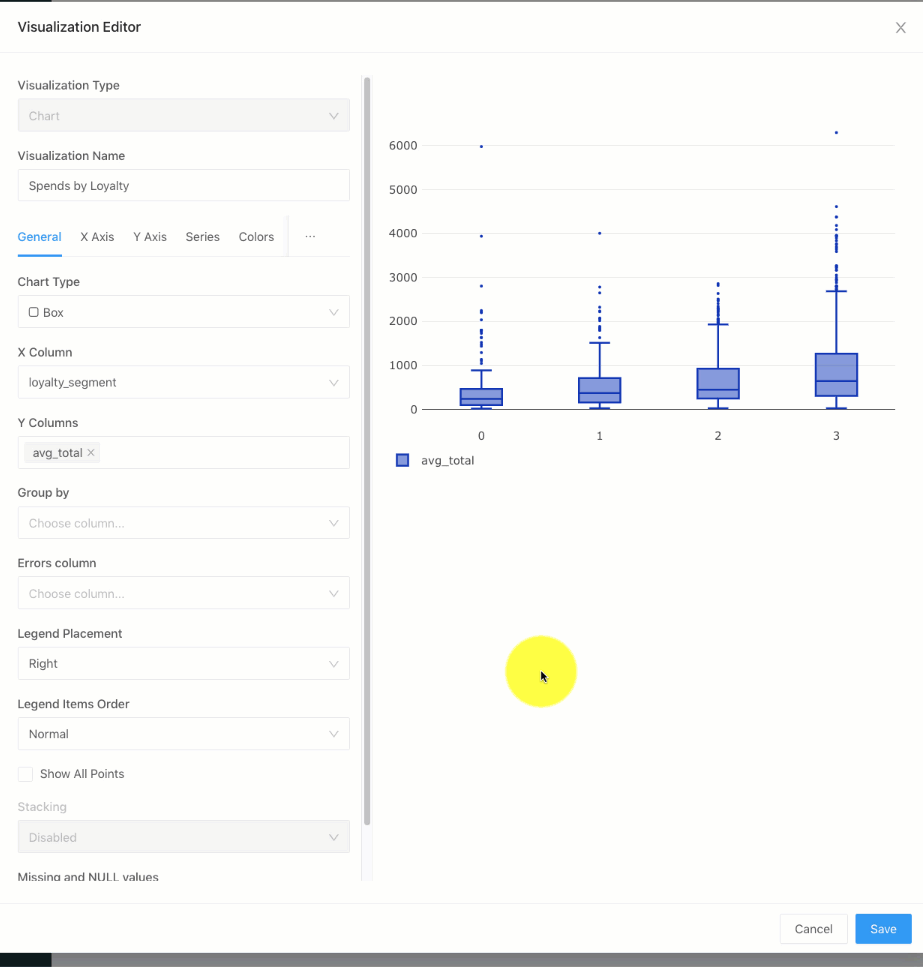 Visualization Editor
Visualization Type
Chart
Visualization Name
Spends by Loyalty
General X Axis Y Axis Series Colors ...
Chart Type
Box
X Column
loyalty_segment
Y Columns
avg_total
Group by
Choose column...
Errors column
Choose column...
Legend Placement
Right
Legend Items Order
Normal
Show All Points
Stacking
Disabled
Missing and NULL values
6000
5000
4000
3000
2000
1000
0
0 1 2 3
avg_total
Cancel Save